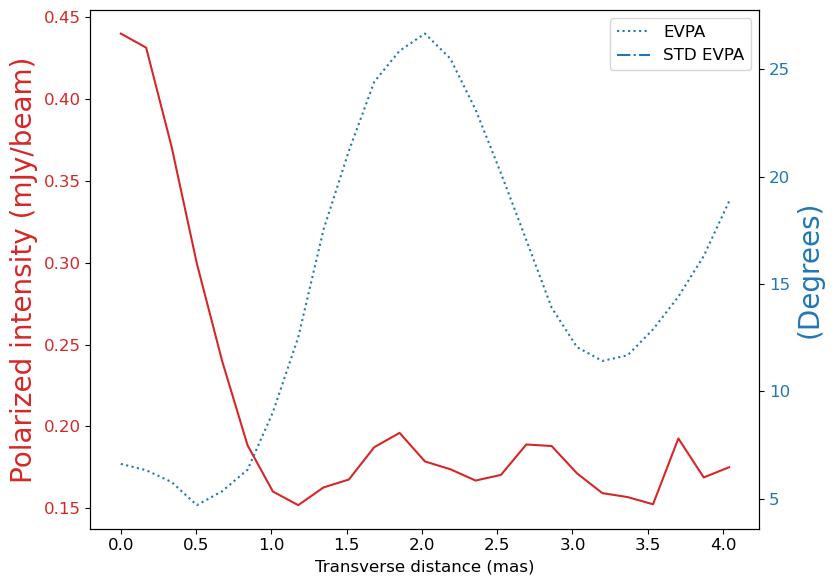 EVPA
STD EVPA
Polarized intensity (mJy/beam)
0.45
0.40
0.35
0.30
0.25
0.20
0.15
25
20
15
10
5
(Degrees)
0.0 0.5 1.0 1.5 2.0 2.5 3.0 3.5 4.0
Transverse distance (mas)